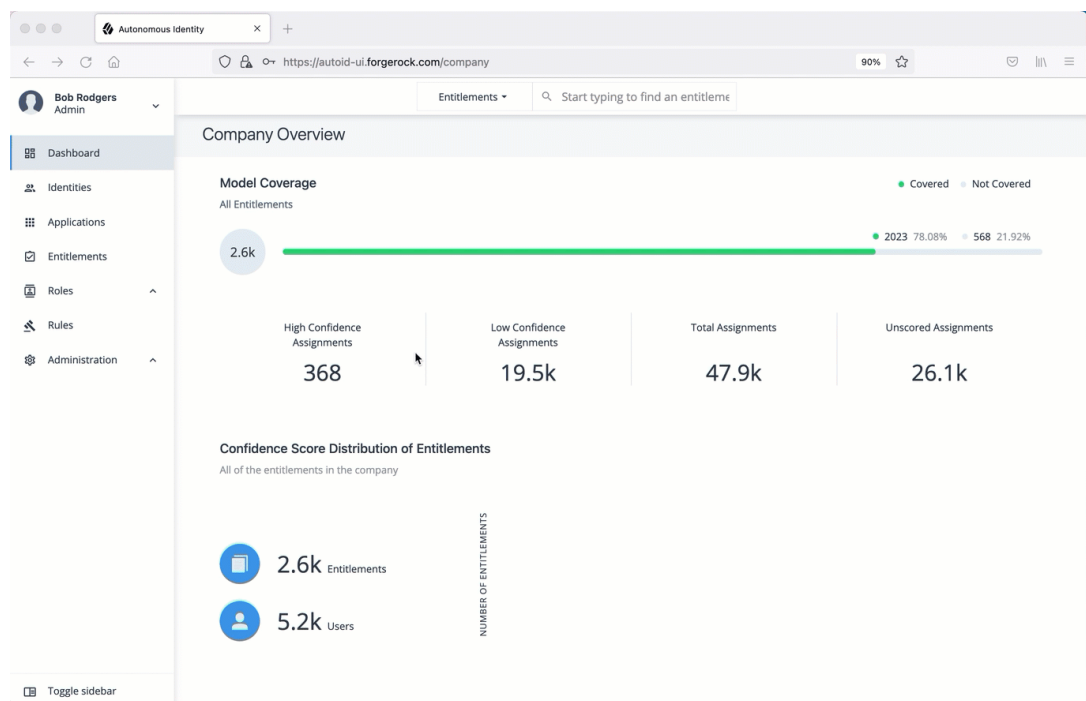 Autonomous Identity
https://autoid-ui.forgerock.com/company
90%
Bob Rodgers
Admin
Entitlements
Start typing to find an entitleme
Company Overview
Dashboard
Identities
Applications
Entitlements
Roles
Rules
Administration
Toggle sidebar
Model Coverage
Covered
Not Covered
All Entitlements
2023 78.08%
568 21.92%
2.6k
High Confidence
Assignments
368
Low Confidence
Assignments
19.5k
Total Assignments
47.9k
Unscored Assignments
26.1k
Confidence Score Distribution of Entitlements
All of the entitlements in the company
2.6k Entitlements
5.2k Users
NUMBER OF ENTITLEMENTS